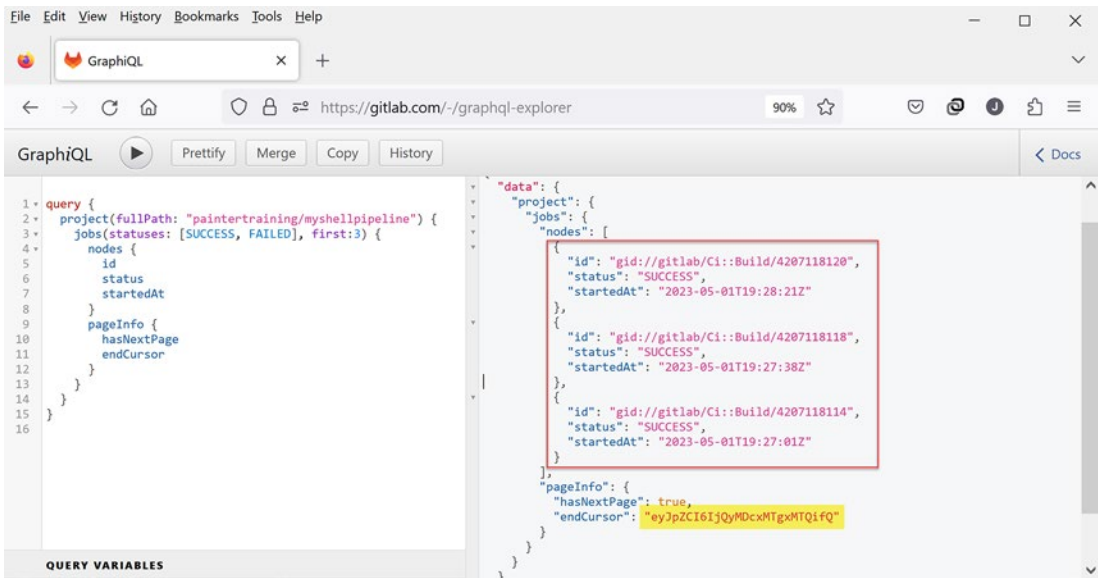 File Edit View History Bookmarks Tools Help
GraphiQL
https://gitlab.com/-/graphql-explorer 90% J
GraphiQL Prettify Merge Copy History Docs
1 query {
2 project(fullPath: "paintertraining/myshellpipeline") {
3 jobs(statuses: [SUCCESS, FAILED], first:3) {
4 nodes {
5 id
6 status
7 startedAt
8 }
9 pageInfo {
10 hasNextPage
11 endCursor
12 }
13 }
14 }
15 }
16
QUERY VARIABLES
"data": {
"project": {
"jobs": {
"nodes": [
{
"id": "gid://gitlab/Ci::Build/4207118120",
"status": "SUCCESS",
"startedAt": "2023-05-01T19:28:21Z"
},
{
"id": "gid://gitlab/Ci::Build/4207118118",
"status": "SUCCESS",
"startedAt": "2023-05-01T19:27:38Z"
},
{
"id": "gid://gitlab/Ci::Build/4207118114",
"status": "SUCCESS",
"startedAt": "2023-05-01T19:27:01Z"
}
],
"pageInfo": {
"hasNextPage": true,
"endCursor": "eyJpZCI6IjQyMDcxMTgxMTQifQ"
}
}
}
}